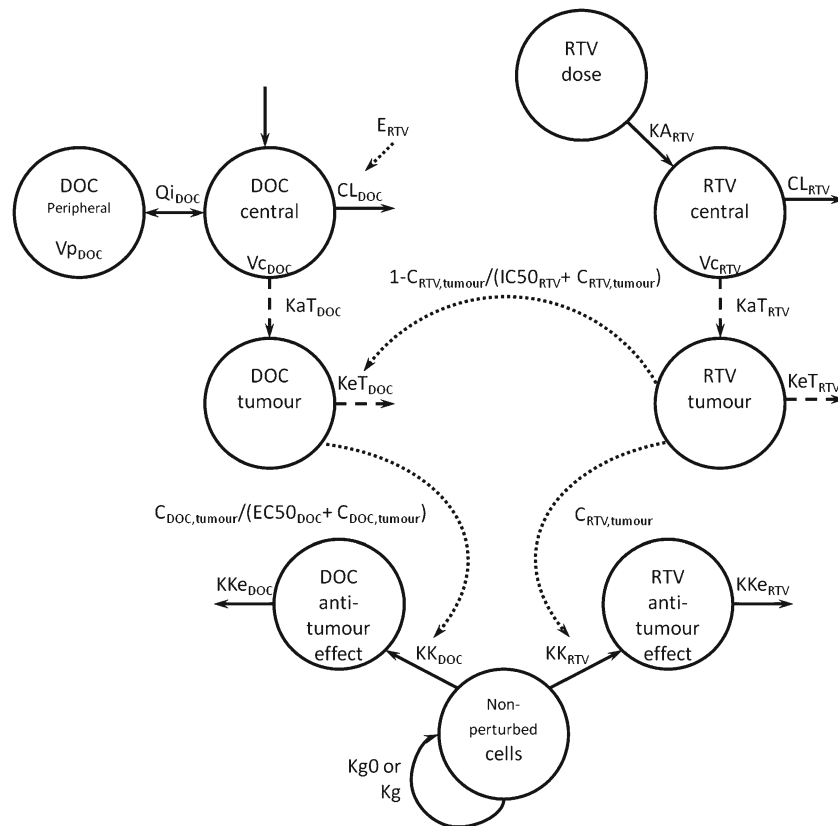 RTV
dose
KA_RTV
E_RTV
DOC
Peripheral
Vp_DOC
Qi_DOC
DOC
central
Vc_DOC
CL_DOC
RTV
central
Vc_RTV
CL_RTV
1-C_RTV,tumour/(IC50_RTV+ C_RTV,tumour)
KaT_DOC
KaT_RTV
DOC
tumour
KeT_DOC
RTV
tumour
KeT_RTV
C_DOC,tumour/(EC50_DOC+ C_DOC,tumour)
C_RTV,tumour
KKe_DOC
DOC
anti-
tumour
effect
RTV
anti-
tumour
effect
KKe_RTV
KK_DOC
KK_RTV
Non-
perturbed
cells
Kg0 or
Kg